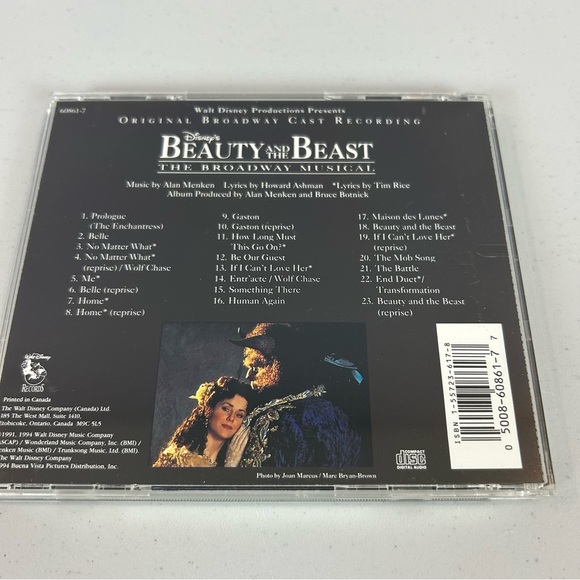 60861-7
Walt Disney Productions Presents
Original Broadway Cast Recording
Disney's
Beauty and the Beast
The Broadway Musical
Music by Alan Menken Lyrics by Howard Ashman *Lyrics by Tim Rice
Album Produced by Alan Menken and Bruce Botnick
1. Prologue
(The Enchantress)
2. Belle
3. No Matter What*
4. No Matter What*
(reprise) / Wolf Chase
5. Me*
6. Belle (reprise)
7. Home*
8. Home* (reprise)
9. Gaston
10. Gaston (reprise)
11. How Long Must
This Go On?*
12. Be Our Guest
13. If I Can't Love Her*
14. Entr'acte / Wolf Chase
15. Something There
16. Human Again
17. Maison des Lunes*
18. Beauty and the Beast
19. If I Can't Love Her*
(reprise)
20. The Mob Song
21. The Battle
22. End Duet*/
Transformation
23. Beauty and the Beast
(reprise)
Walt Disney
Records
Printed in Canada
The Walt Disney Company (Canada) Ltd.
185 The West Mall, Suite 1410,
Etobicoke, Ontario, Canada M9C 5L5
©1991, 1994 Walt Disney Music Company
(ASCAP) / Wonderland Music Company, Inc. (BMI) /
Menken Music (BMI) / Trunksong Music Ltd. (BMI).
The Walt Disney Company
1994 Buena Vista Pictures Distribution, Inc.
Photo by Joan Marcus / Marc Bryan-Brown
COMPACT
disc
DIGITAL AUDIO
ISBN 1-55723-617-8
0 5008-60861-7 7